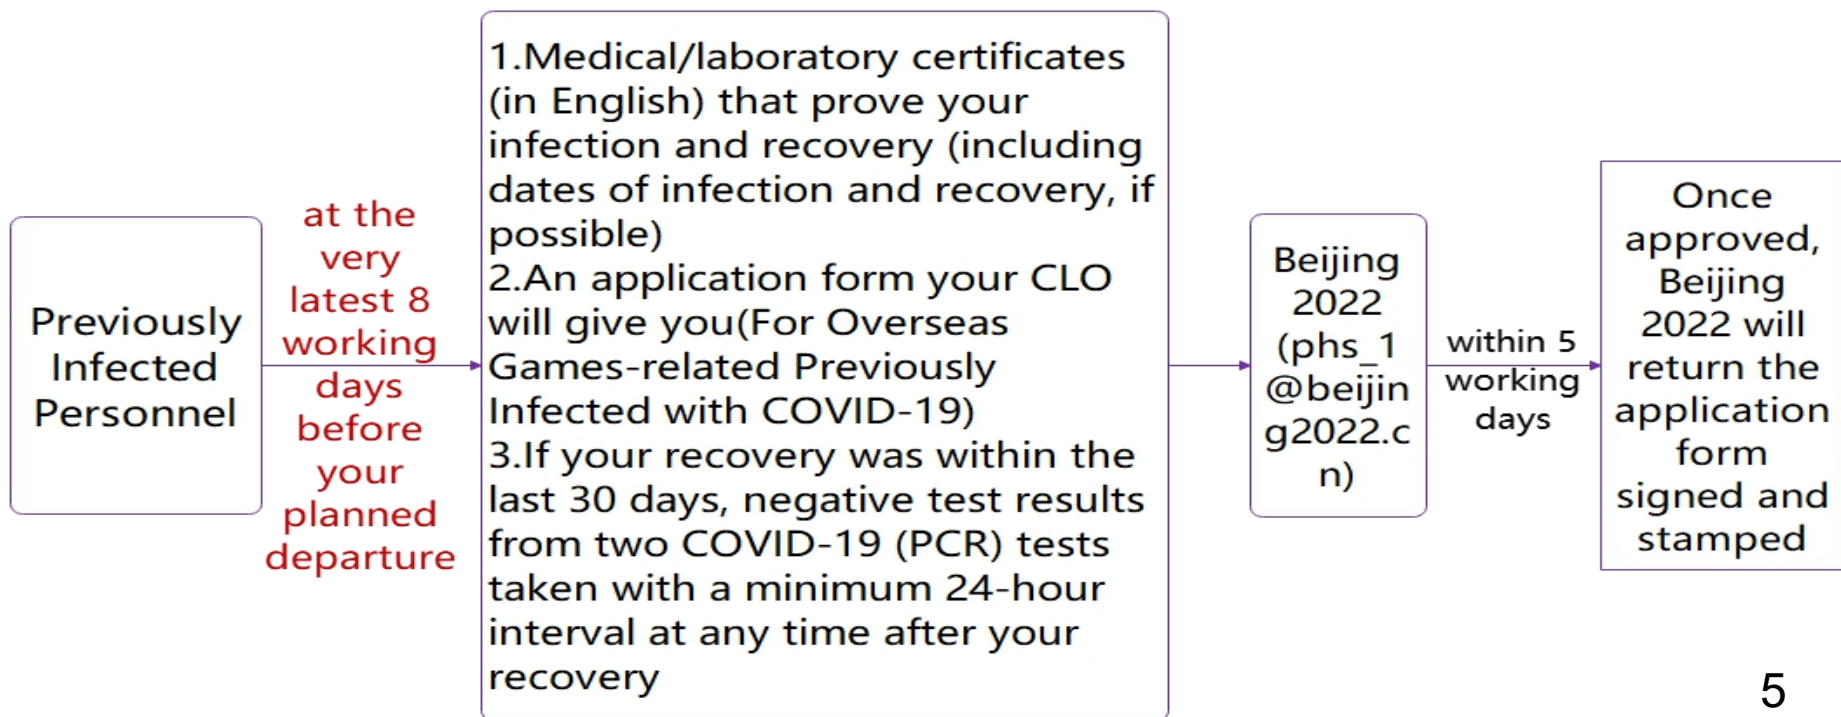 Previously
Infected
Personnel
at the
very
latest 8
working
days
before
your
planned
departure
1.Medical/laboratory certificates
(in English) that prove your
infection and recovery (including
dates of infection and recovery, if
possible)
2.An application form your CLO
will give you(For Overseas
Games-related Previously
Infected with COVID-19)
3.If your recovery was within the
last 30 days, negative test results
from two COVID-19 (PCR) tests
taken with a minimum 24-hour
interval at any time after your
recovery
Beijing
2022
(phs_1
@beijin
g2022.c
n)
within 5
working
days
Once
approved,
Beijing
2022 will
return the
application
form
signed and
stamped
5